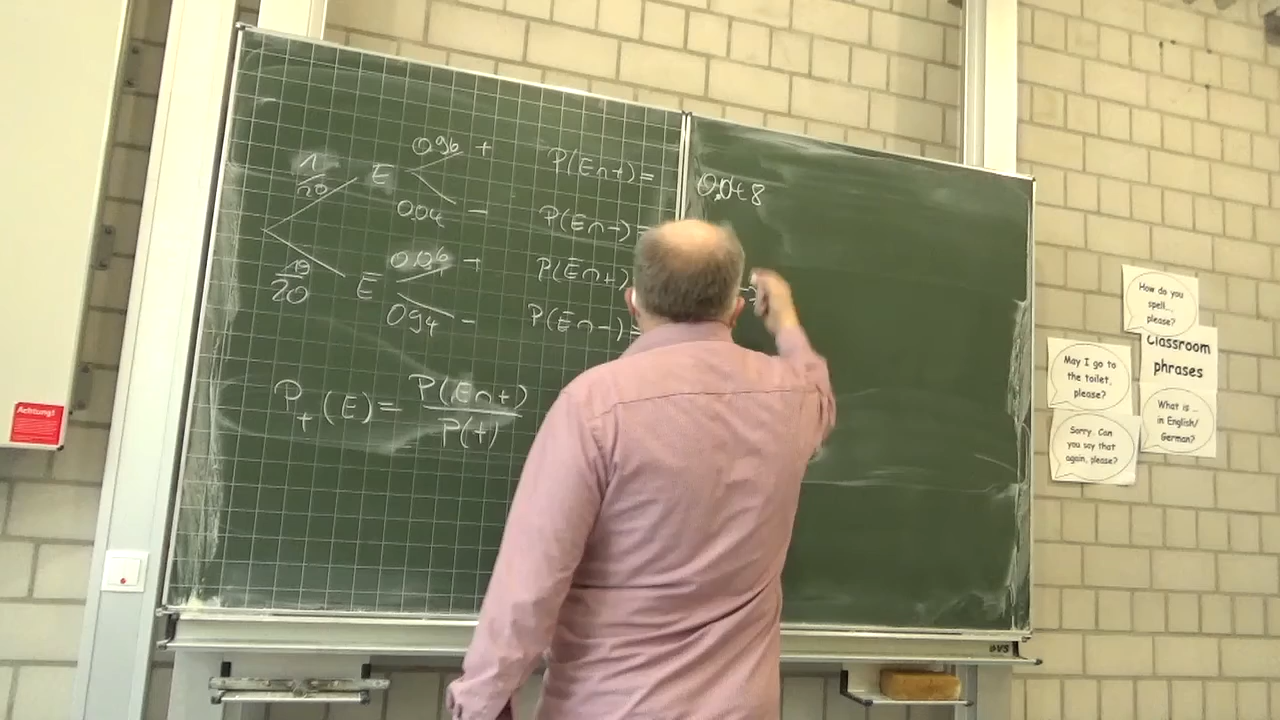 1/20 E 0,96 + P(E∩+)= 0,048
0,04 - P(E∩-)=
19/20 E 0,06 + P(E∩+)
0,94 - P(E∩-)=
P₊(E)= P(E∩+)/P(+)
Achtung!
How do you spell... please?
Classroom phrases
May I go to the toilet, please?
What is ... in English/ German?
Sorry. Can you say that again, please?
BVS